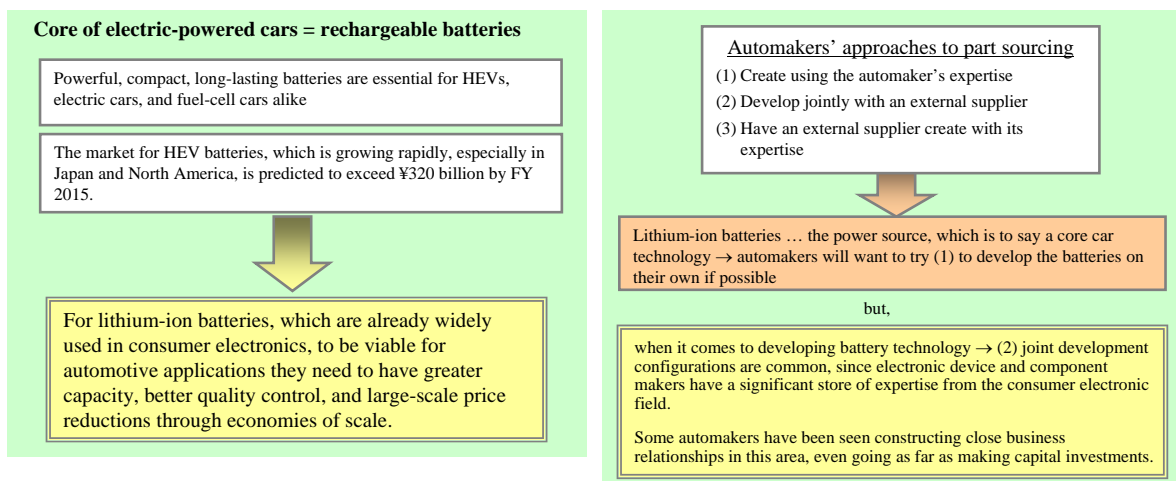 Core of electric-powered cars = rechargeable batteries
Powerful, compact, long-lasting batteries are essential for HEVs,
electric cars, and fuel-cell cars alike
The market for HEV batteries, which is growing rapidly, especially in
Japan and North America, is predicted to exceed ¥320 billion by FY
2015.
For lithium-ion batteries, which are already widely
used in consumer electronics, to be viable for
automotive applications they need to have greater
capacity, better quality control, and large-scale price
reductions through economies of scale.
Automakers' approaches to part sourcing
(1) Create using the automaker's expertise
(2) Develop jointly with an external supplier
(3) Have an external supplier create with its
expertise
Lithium-ion batteries … the power source, which is to say a core car
technology → automakers will want to try (1) to develop the batteries on
their own if possible
but,
when it comes to developing battery technology → (2) joint development
configurations are common, since electronic device and component
makers have a significant store of expertise from the consumer electronic
field.
Some automakers have been seen constructing close business
relationships in this area, even going as far as making capital investments.